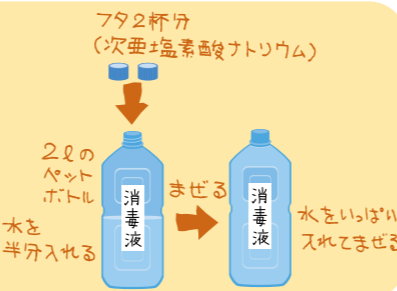 フタ2杯分
(次亜塩素酸ナトリウム)
2ℓの
ペット
ボトル
水を
半分入れる
消毒液
まぜる
消毒液
水をいっぱい
入れてまぜる